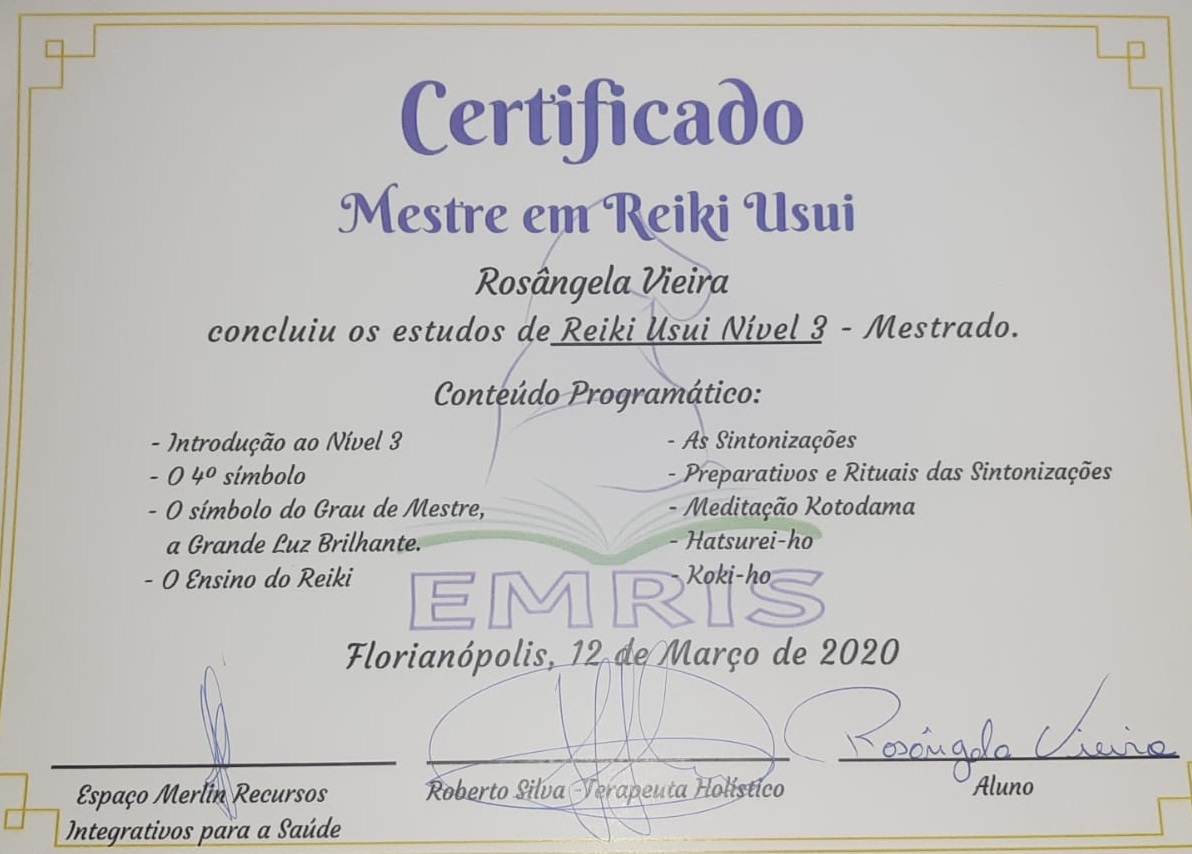 Certificado
Mestre em Reiki Usui
Rosângela Vieira
concluiu os estudos de Reiki Usui Nível 3 - Mestrado.
Conteúdo Programático:
- Introdução ao Nível 3
- O 4º símbolo
- O símbolo do Grau de Mestre,
a Grande Luz Brilhante.
- O Ensino do Reiki
- As Sintonizações
- Preparativos e Rituais das Sintonizações
- Meditação Kotodama
- Hatsurei-ho
- Koki-ho
EMRIS
Florianópolis, 12 de Março de 2020
Espaço Merlin Recursos
Integrativos para a Saúde
Roberto Silva - Terapeuta Holístico
Rosângela Vieira
Aluno